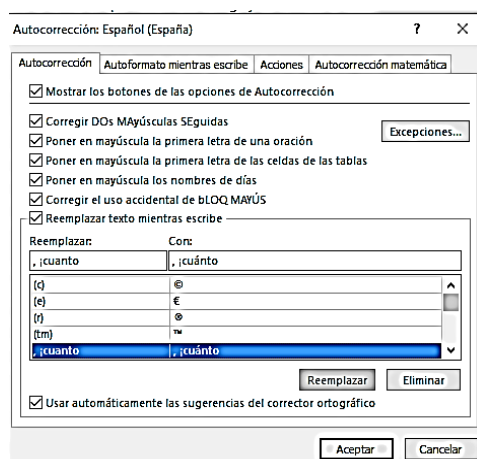 Autocorrección: Español (España) ? ×
Autocorrección Autoformato mientras escribe Acciones Autocorrección matemática
Mostrar los botones de las opciones de Autocorrección
Corregir DOs MAyúsculas SEguidas
Excepciones...
Poner en mayúscula la primera letra de una oración
Poner en mayúscula la primera letra de las celdas de las tablas
Poner en mayúscula los nombres de días
Corregir el uso accidental de bLOQ MAYÚS
Reemplazar texto mientras escribe
Reemplazar: Con:
, ¡cuanto , ¡cuánto
(c) ©
(e) €
(r) ®
(tm) ™
, ¡cuanto , ¡cuánto
Reemplazar Eliminar
Usar automáticamente las sugerencias del corrector ortográfico
Aceptar Cancelar